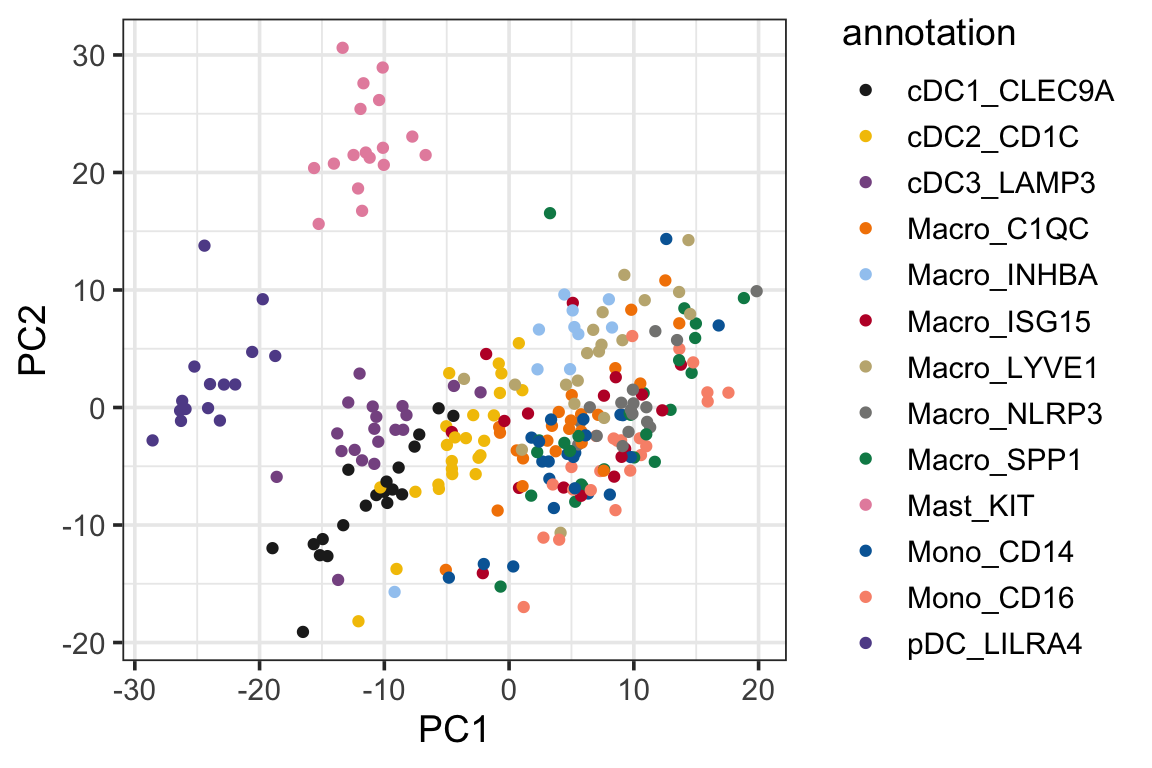 30
20
10
0
-10
-20
PC2
-30
-20
-10
0
10
20
PC1
annotation
cDC1_CLEC9A
cDC2_CD1C
cDC3_LAMP3
Macro_C1QC
Macro_INHBA
Macro_ISG15
Macro_LYVE1
Macro_NLRP3
Macro_SPP1
Mast_KIT
Mono_CD14
Mono_CD16
pDC_LILRA4